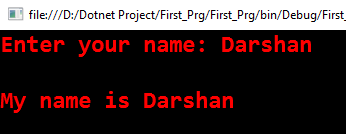 file:///D:/Dotnet Project/First_Prg/First_Prg/bin/Debug/First_
Enter your name: Darshan
My name is Darshan